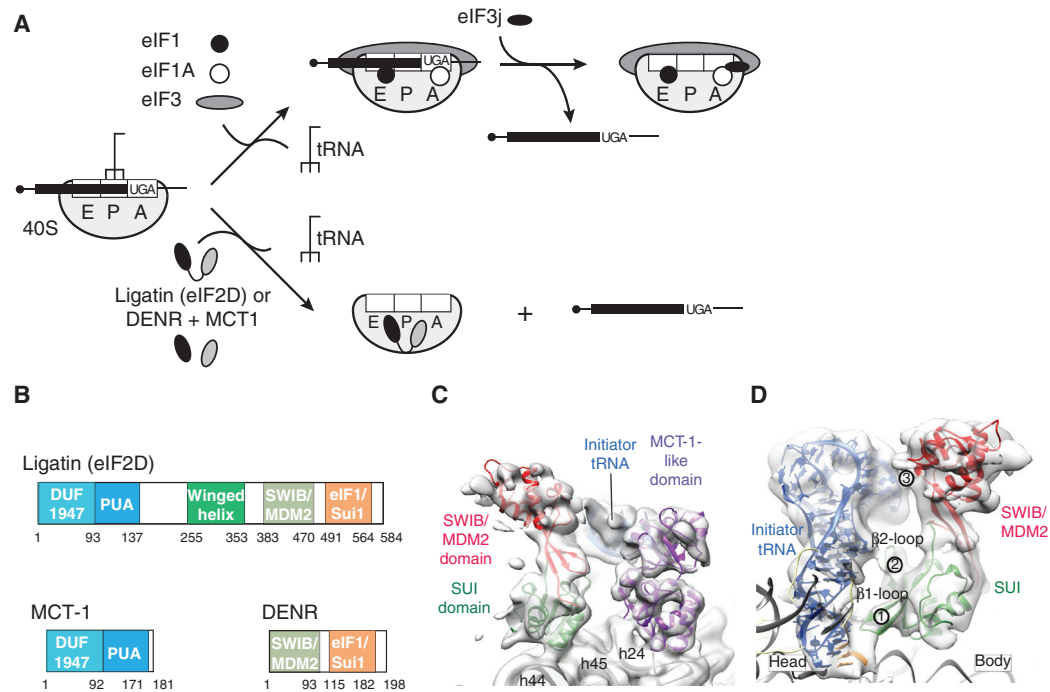 A
eIF1
eIF1A
eIF3
eIF3j
UGA
E P A
E P A
tRNA
UGA
UGA
E P A
40S
tRNA
Ligatin (eIF2D) or
DENR + MCT1
E P A
+
UGA
B
Ligatin (eIF2D)
DUF
1947
PUA
Winged
helix
SWIB/
MDM2
eIF1/
Sui1
1 93 137 255 353 383 470 491 564 584
MCT-1
DUF
1947
PUA
1 92 171 181
DENR
SWIB/
MDM2
eIF1/
Sui1
1 93 115 182 198
C
Initiator
tRNA
MCT-1-
like
domain
SWIB/
MDM2
domain
SUI
domain
h44
h45
h24
D
3
SWIB/
MDM2
Initiator
tRNA
β2-loop
2
β1-loop
SUI
1
Head
Body